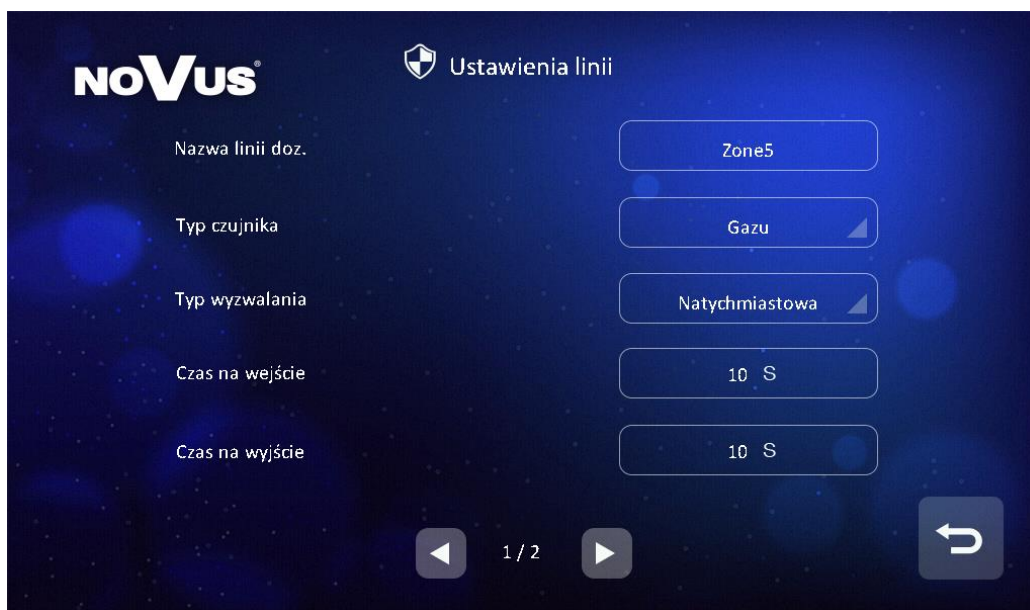 NOVUS®
Ustawienia linii
Nazwa linii doz.
Zone5
Typ czujnika
Gazu
Typ wyzwalania
Natychmiastowa
Czas na wejście
10 S
Czas na wyjście
10 S
1 / 2